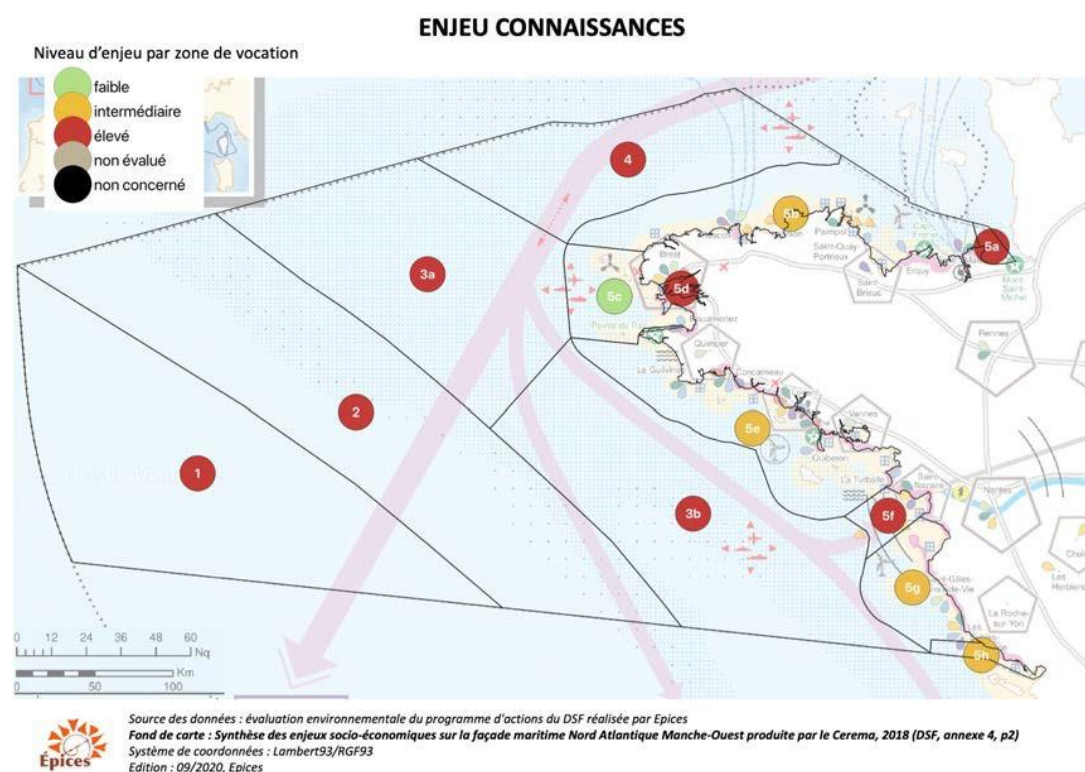 ENJEU CONNAISSANCES
Niveau d'enjeu par zone de vocation
faible
intermédiaire
élevé
non évalué
non concerné
4
5b
Paimpol
5a
Saint-Quay-
Portrieux
Erquy
Mont-
Saint-Michel
Saint-
Brieuc
3a
Brest
5c
5d
Douarnenez
Rennes
Quimper
Le Guilvinec
Concarneau
2
5e
Vannes
Quiberon
1
La Turballe
Saint-
Nazaire
Nantes
3b
5f
5g
Les
Herbiers
La Roche-
sur-Yon
5h
0 12 24 36 48 60
Nq
Km
0 50 100
Source des données : évaluation environnementale du programme d'actions du DSF réalisée par Epices
Fond de carte : Synthèse des enjeux socio-économiques sur la façade maritime Nord Atlantique Manche-Ouest produite par le Cerema, 2018 (DSF, annexe 4, p2)
Système de coordonnées : Lambert93/RGF93
Edition : 09/2020, Epices
Épices